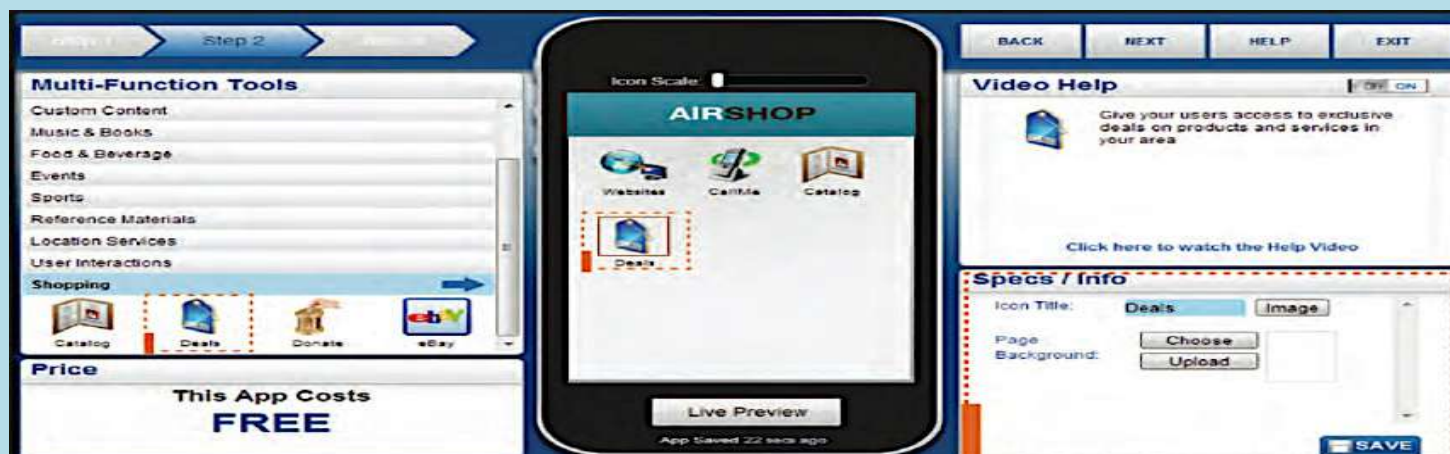 Step 2
BACK
NEXT
HELP
EXIT
Multi-Function Tools
Custom Content
Music & Books
Food & Beverage
Events
Sports
Reference Materials
Location Services
User Interactions
Shopping
Catalog
Deals
Donate
eBay
Price
This App Costs
FREE
Icon Scale:
AIRSHOP
Websites
CallMe
Catalog
Deals
Live Preview
App Saved 22 secs ago
Video Help
OFF ON
Give your users access to exclusive
deals on products and services in
your area
Click here to watch the Help Video
Specs / Info
Icon Title:
Deals
Image
Page
Background:
Choose
Upload
SAVE